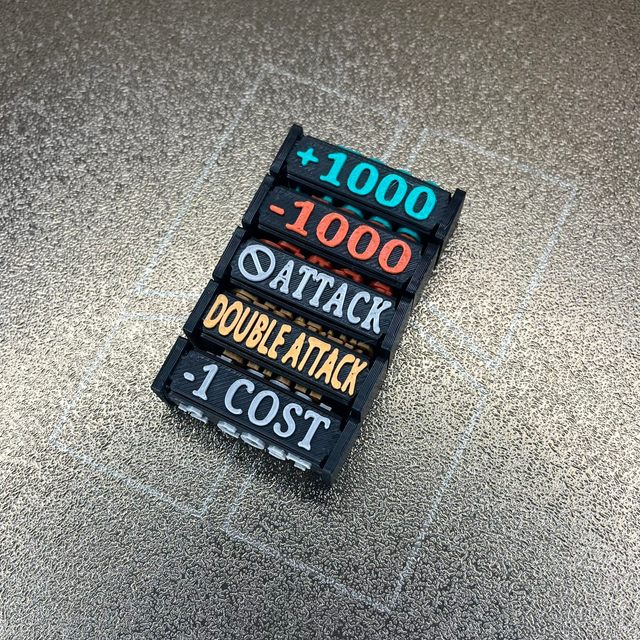 +1000
-1000
🛇ATTACK
DOUBLE ATTACK
-1 COST